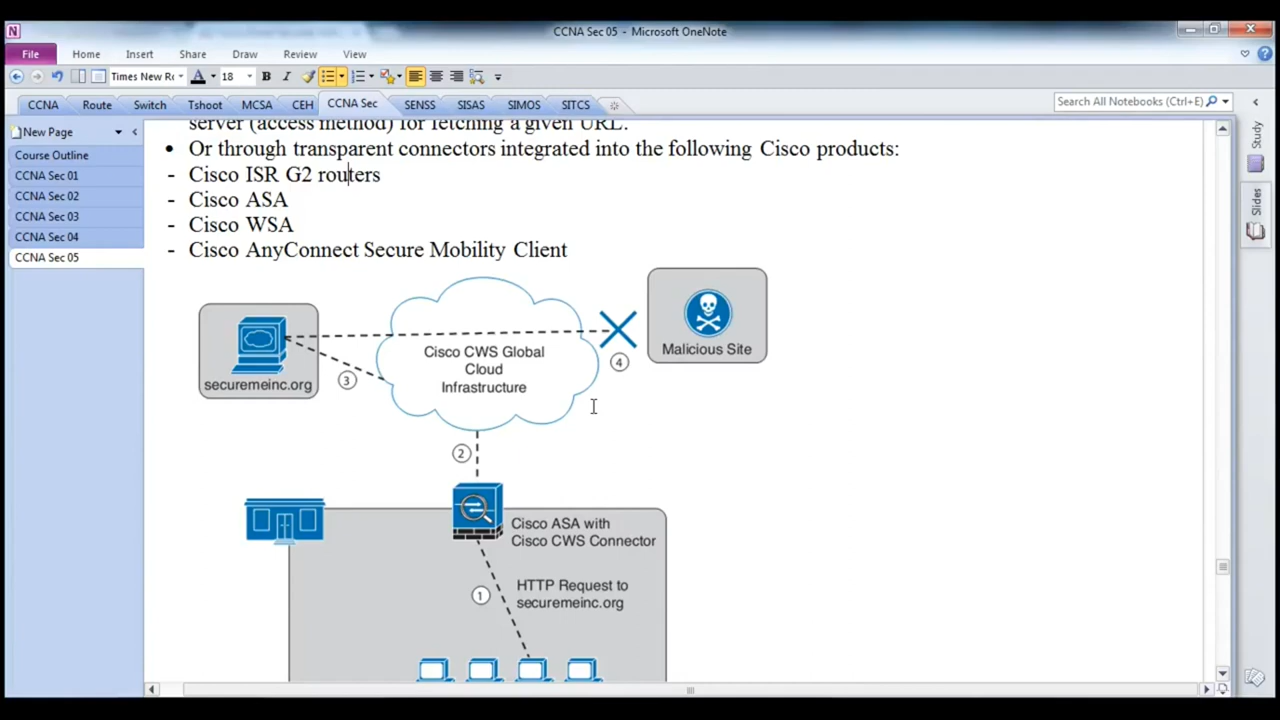 CCNA Sec 05 - Microsoft OneNote
File Home Insert Share Draw Review View
Times New Ro 18 B I A
CCNA Route Switch Tshoot MCSA CEH CCNA Sec SENSS SISAS SIMOS SITCS
Search All Notebooks (Ctrl+E)
New Page
Course Outline
CCNA Sec 01
CCNA Sec 02
CCNA Sec 03
CCNA Sec 04
CCNA Sec 05
server (access method) for fetching a given URL.
• Or through transparent connectors integrated into the following Cisco products:
- Cisco ISR G2 routers
- Cisco ASA
- Cisco WSA
- Cisco AnyConnect Secure Mobility Client
securemeinc.org
Cisco CWS Global
Cloud
Infrastructure
Malicious Site
3
4
2
Cisco ASA with
Cisco CWS Connector
1
HTTP Request to
securemeinc.org
Study
Slides